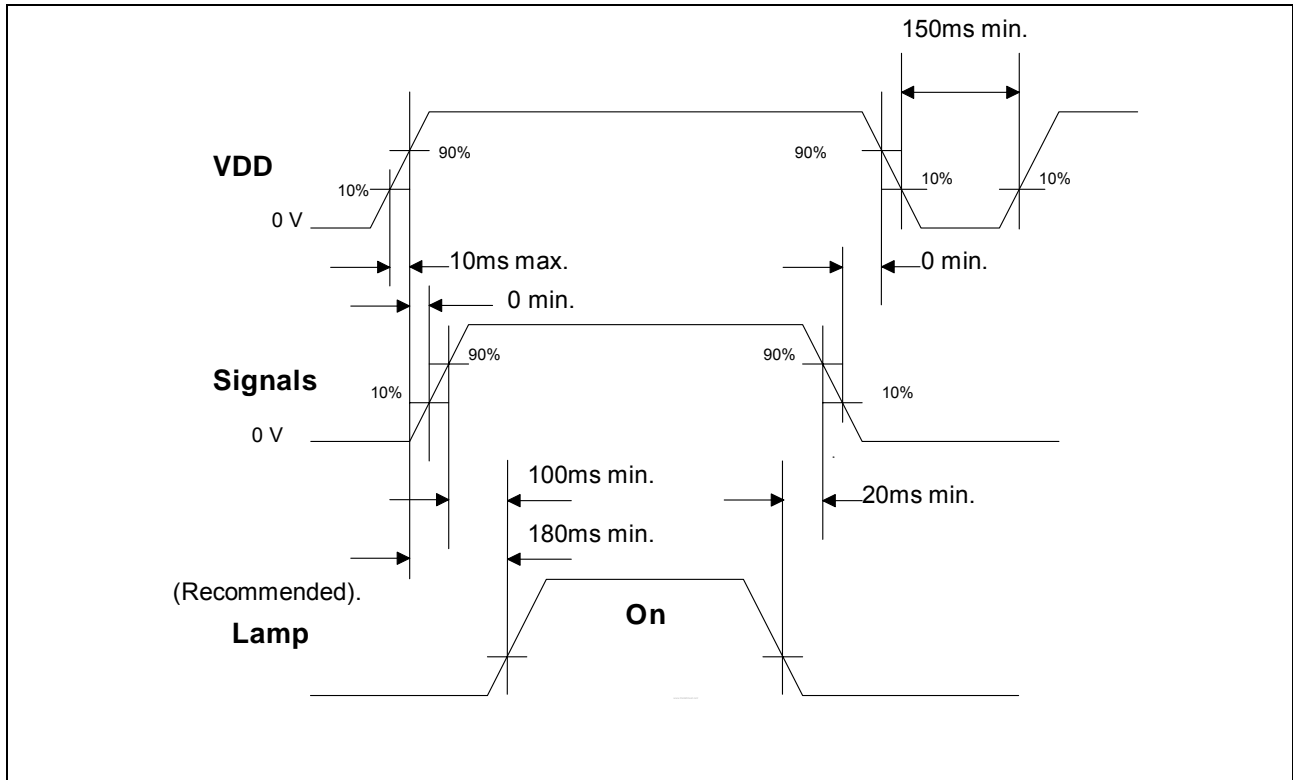 150ms min.
90%
90%
VDD
10%
10%
10%
0 V
10ms max.
0 min.
0 min.
90%
90%
Signals
10%
10%
0 V
100ms min.
20ms min.
180ms min.
(Recommended).
On
Lamp